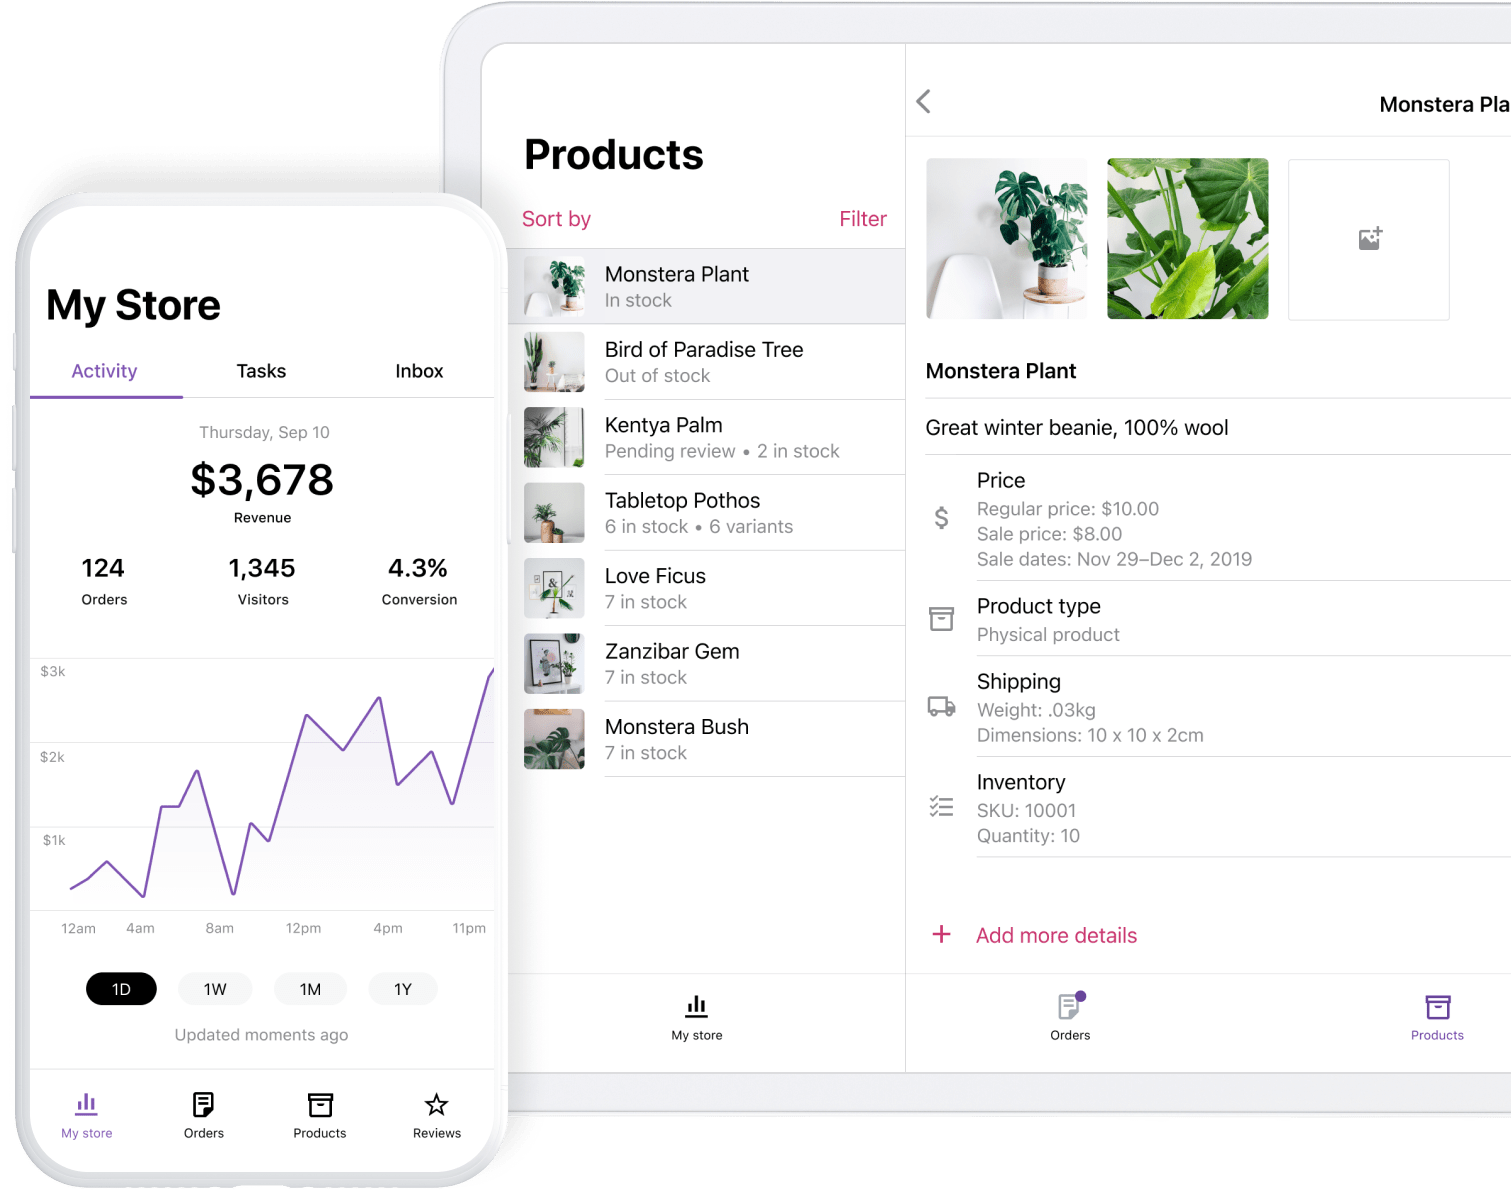 My Store
Activity
Tasks
Inbox
Thursday, Sep 10
$3,678
Revenue
124
1,345
4.3%
Orders
Visitors
Conversion
$3k
$2k
$1k
12am
4am
8am
12pm
4pm
11pm
1D
1W
1M
1Y
Updated moments ago
My store
Orders
Products
Reviews
Products
Sort by
Filter
Monstera Plant
In stock
Bird of Paradise Tree
Out of stock
Kentya Palm
Pending review • 2 in stock
Tabletop Pothos
6 in stock • 6 variants
Love Ficus
7 in stock
Zanzibar Gem
7 in stock
Monstera Bush
7 in stock
My store
Monstera Pla
Monstera Plant
Great winter beanie, 100% wool
$
Price
Regular price: $10.00
Sale price: $8.00
Sale dates: Nov 29–Dec 2, 2019
Product type
Physical product
Shipping
Weight: .03kg
Dimensions: 10 x 10 x 2cm
Inventory
SKU: 10001
Quantity: 10
+ Add more details
Orders
Products